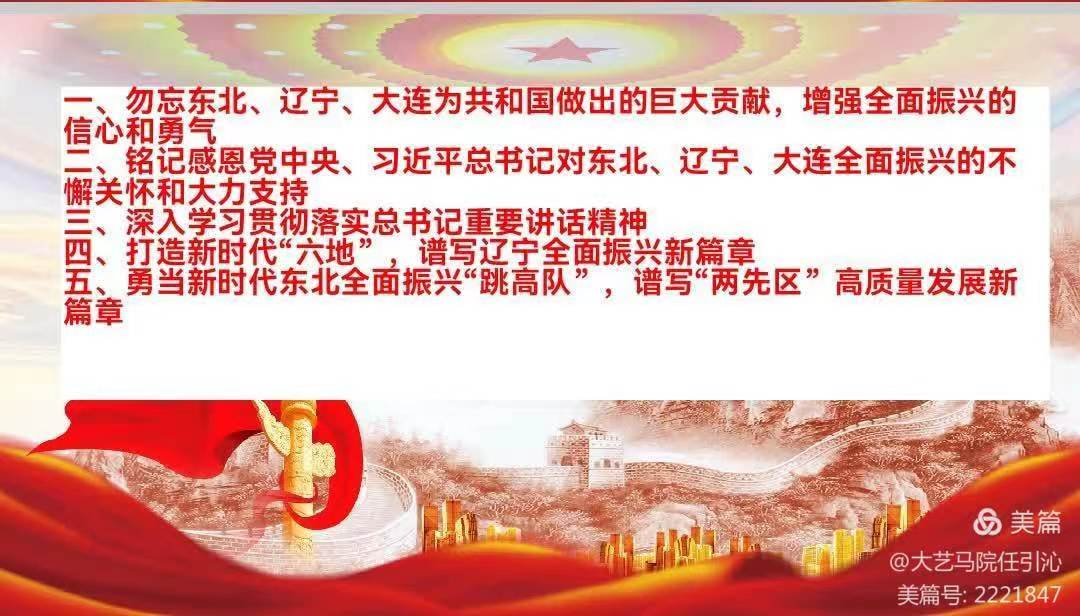 一、勿忘东北、辽宁、大连为共和国做出的巨大贡献，增强全面振兴的
信心和勇气
二、铭记感恩党中央、习近平总书记对东北、辽宁、大连全面振兴的不
懈关怀和大力支持
三、深入学习贯彻落实总书记重要讲话精神
四、打造新时代“六地”，谱写辽宁全面振兴新篇章
五、勇当新时代东北全面振兴“跳高队”，谱写“两先区”高质量发展新
篇章
美篇
@大艺马院任引沁
美篇号: 2221847